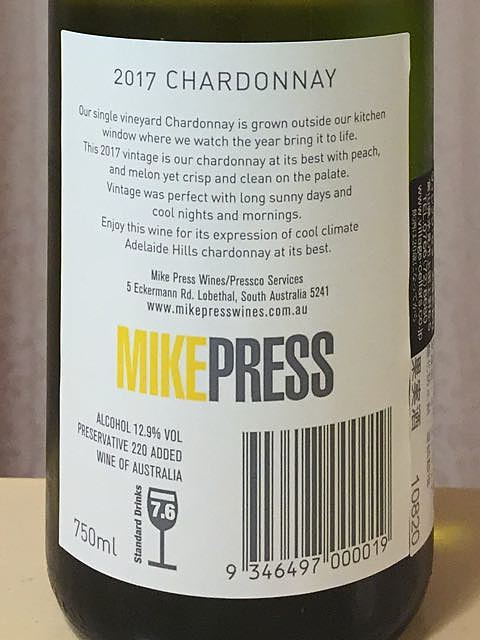 2017 CHARDONNAY
Our single vineyard Chardonnay is grown outside our kitchen
window where we watch the year bring it to life.
This 2017 vintage is our chardonnay at its best with peach,
and melon yet crisp and clean on the palate.
Vintage was perfect with long sunny days and
cool nights and mornings.
Enjoy this wine for its expression of cool climate
Adelaide Hills chardonnay at its best.
Mike Press Wines/Pressco Services
5 Eckermann Rd. Lobethal, South Australia 5241
www.mikepresswines.com.au
MIKEPRESS
ALCOHOL 12.9% VOL
PRESERVATIVE 220 ADDED
WINE OF AUSTRALIA
Standard Drinks
7.6
750ml
9 346497 000019
果実酒
10820